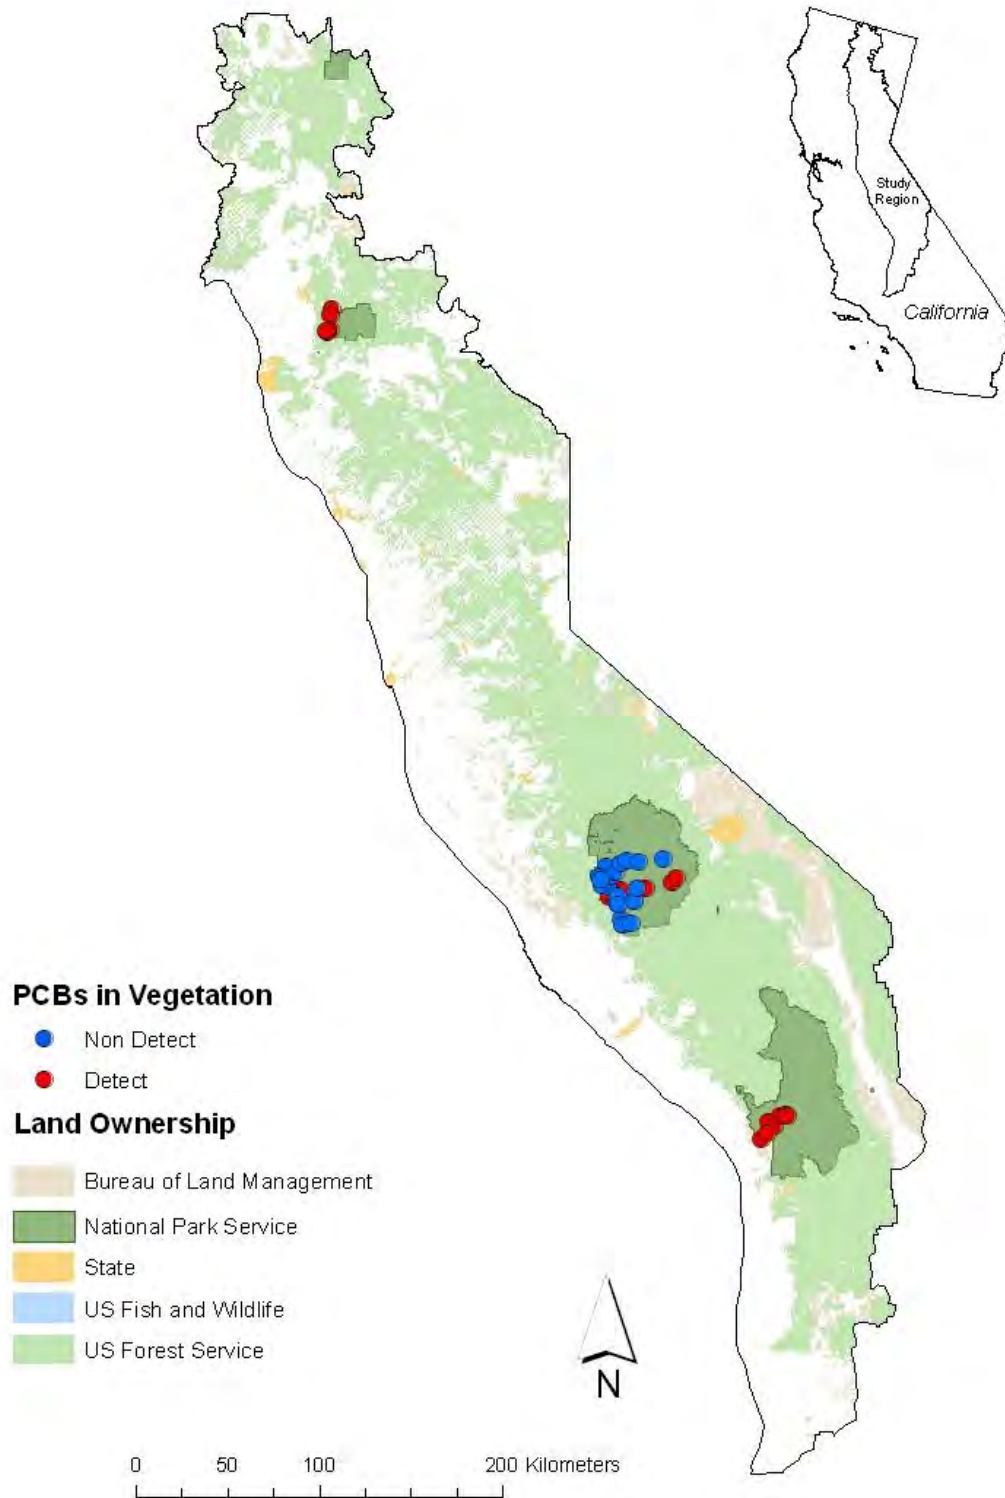 Study
Region
California
PCBs in Vegetation
Non Detect
Detect
Land Ownership
Bureau of Land Management
National Park Service
State
US Fish and Wildlife
US Forest Service
N
0 50 100 200 Kilometers